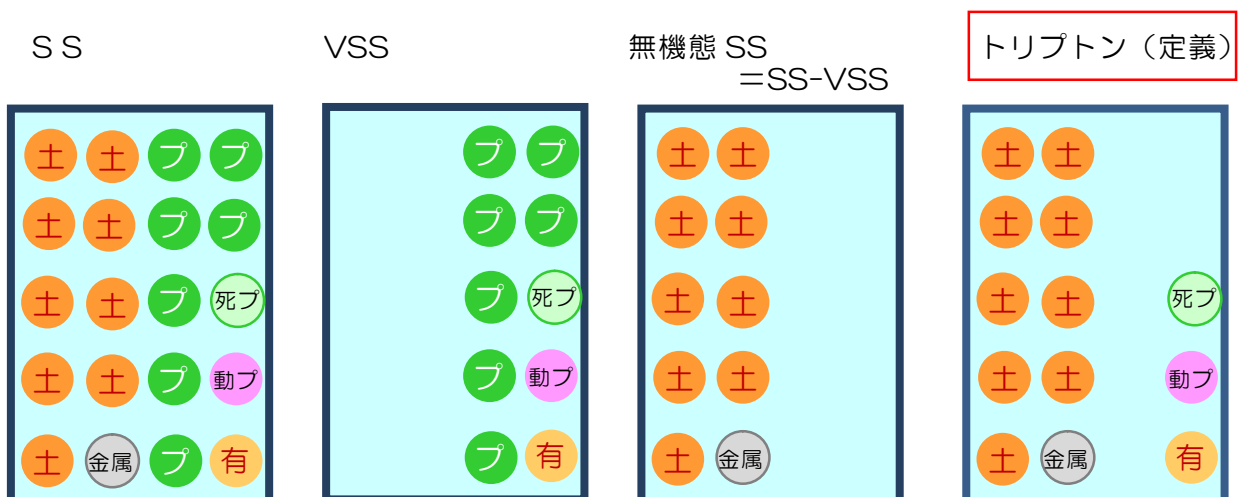 SS VSS 無機態 SS トリプトン（定義）
＝SS-VSS
土 土 プ プ プ プ 土 土 土 土
土 土 プ プ プ プ 土 土 土 土
土 土 プ 死プ プ 死プ 土 土 土 土 死プ
土 土 プ 動プ プ 動プ 土 土 土 土 動プ
土 金属 プ 有 プ 有 土 金属 土 金属 有